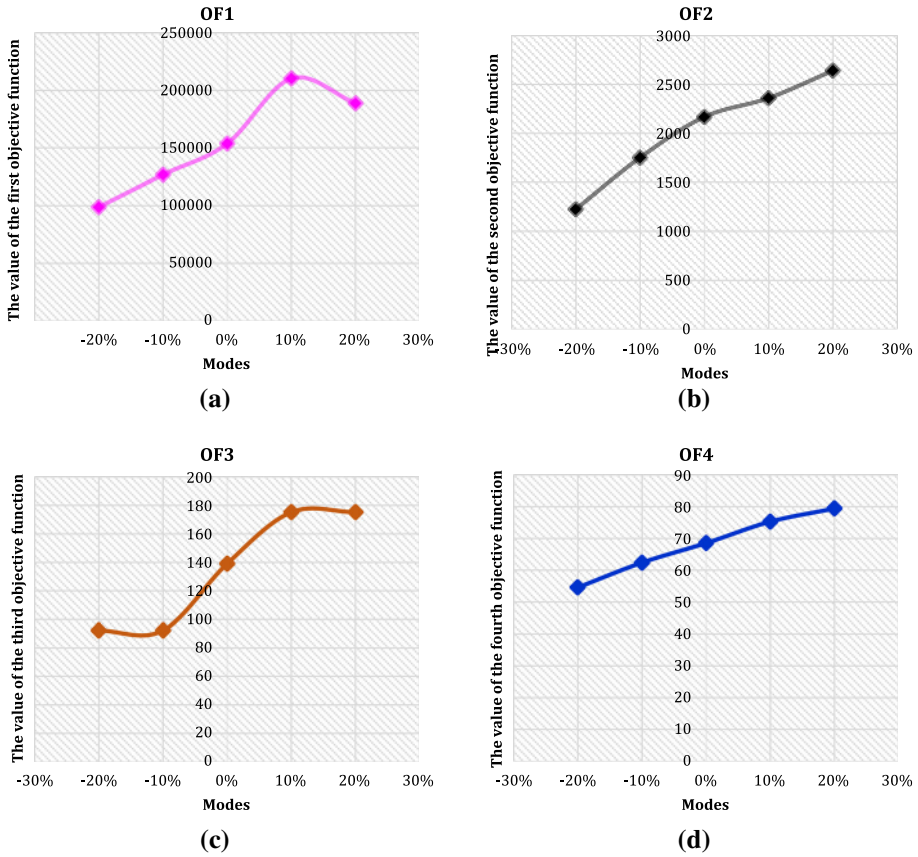 OF1
The value of the first objective function
250000
200000
150000
100000
50000
0
-20% -10% 0% 10% 20% 30%
Modes
(a)
OF2
The value of the second objective function
3000
2500
2000
1500
1000
500
0
-30% -20% -10% 0% 10% 20% 30%
Modes
(b)
OF3
The value of the third objective function
200
180
160
140
120
100
80
60
40
20
0
-30% -20% -10% 0% 10% 20% 30%
Modes
(c)
OF4
The value of the fourth objective function
90
80
70
60
50
40
30
20
10
0
-30% -20% -10% 0% 10% 20% 30%
Modes
(d)